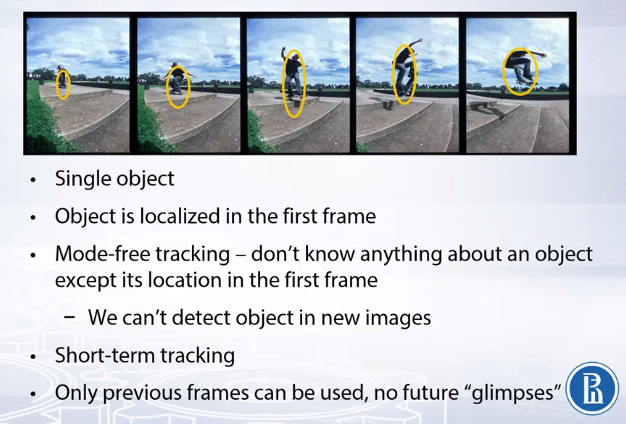 Single object
Object is localized in the first frame
Mode-free tracking – don't know anything about an object
except its location in the first frame
– We can't detect object in new images
Short-term tracking
Only previous frames can be used, no future “glimpses”